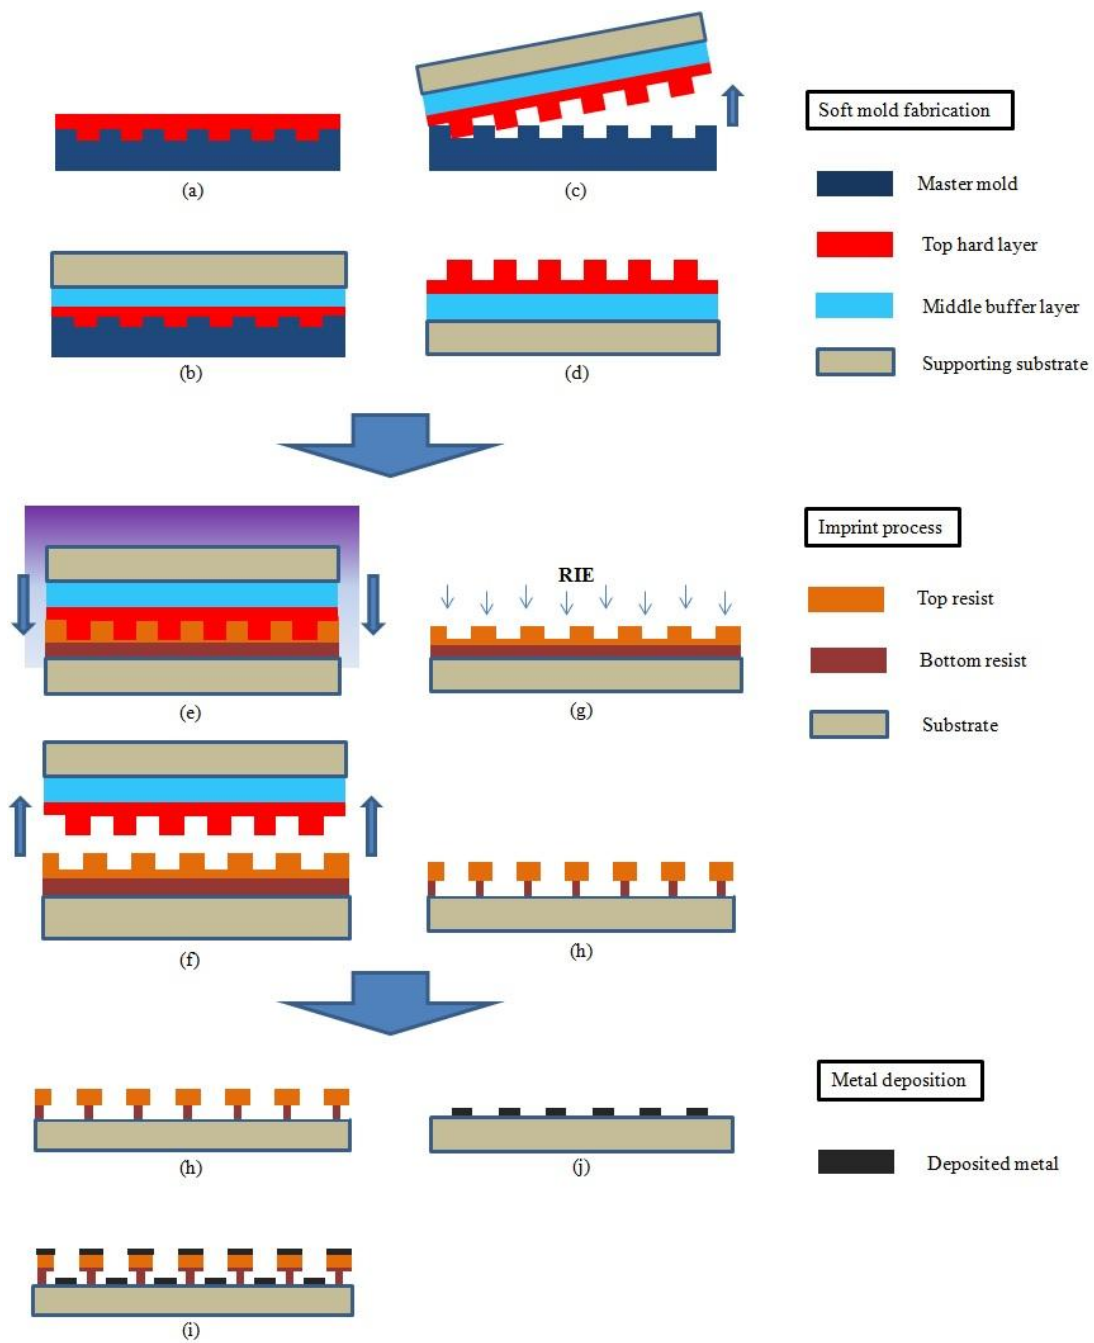 Soft mold fabrication
(a)
(c)
Master mold
Top hard layer
Middle buffer layer
(b)
(d)
Supporting substrate
Imprint process
RIE
Top resist
Bottom resist
(e)
(g)
Substrate
(f)
(h)
Metal deposition
(h)
(j)
Deposited metal
(i)